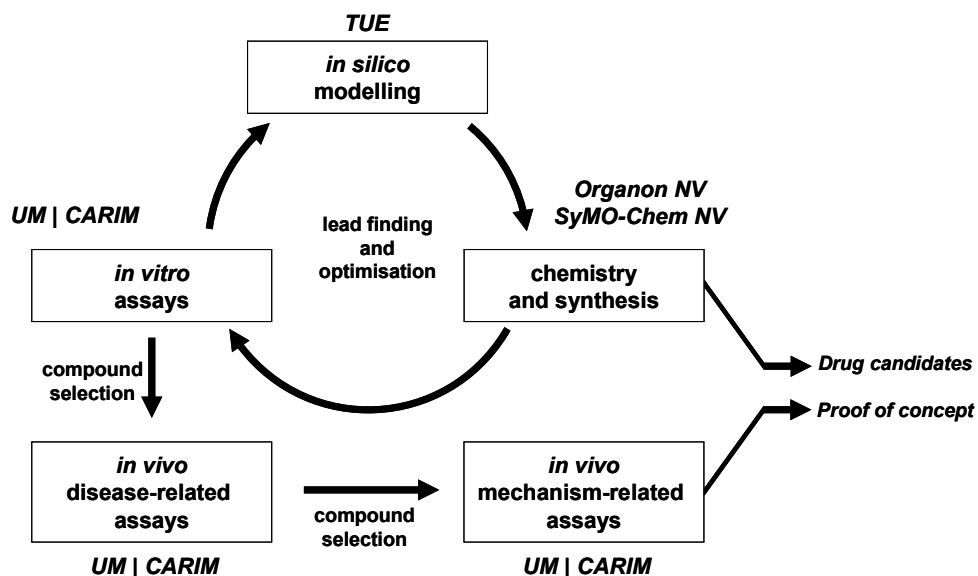 TUE
in silico
modelling
Organon NV
SyMO-Chem NV
UM | CARIM
lead finding
and
optimisation
in vitro
assays
chemistry
and synthesis
compound
selection
Drug candidates
Proof of concept
in vivo
disease-related
assays
in vivo
mechanism-related
assays
compound
selection
UM | CARIM
UM | CARIM